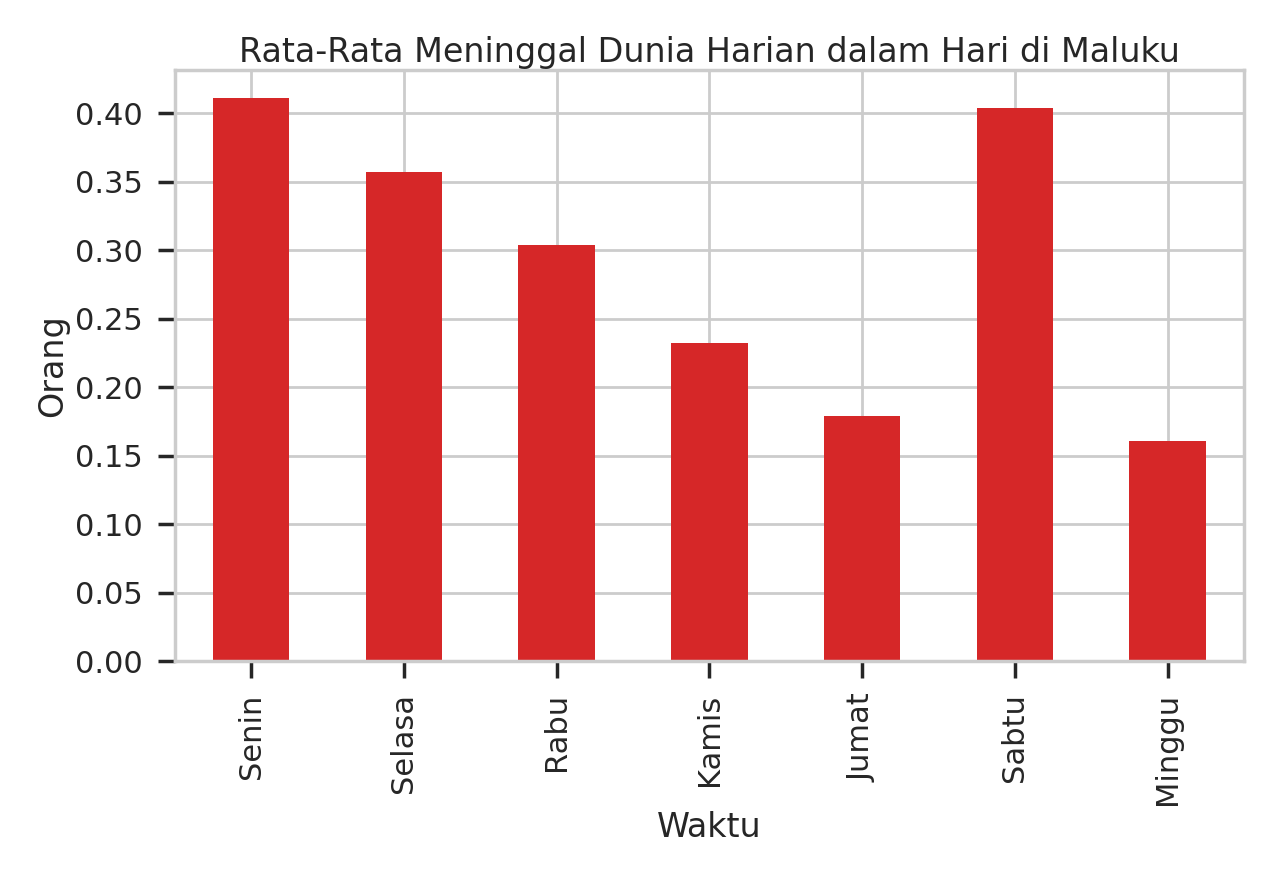 Rata-Rata Meninggal Dunia Harian dalam Hari di Maluku
Orang
0.40
0.35
0.30
0.25
0.20
0.15
0.10
0.05
0.00
Senin
Selasa
Rabu
Kamis
Jumat
Sabtu
Minggu
Waktu